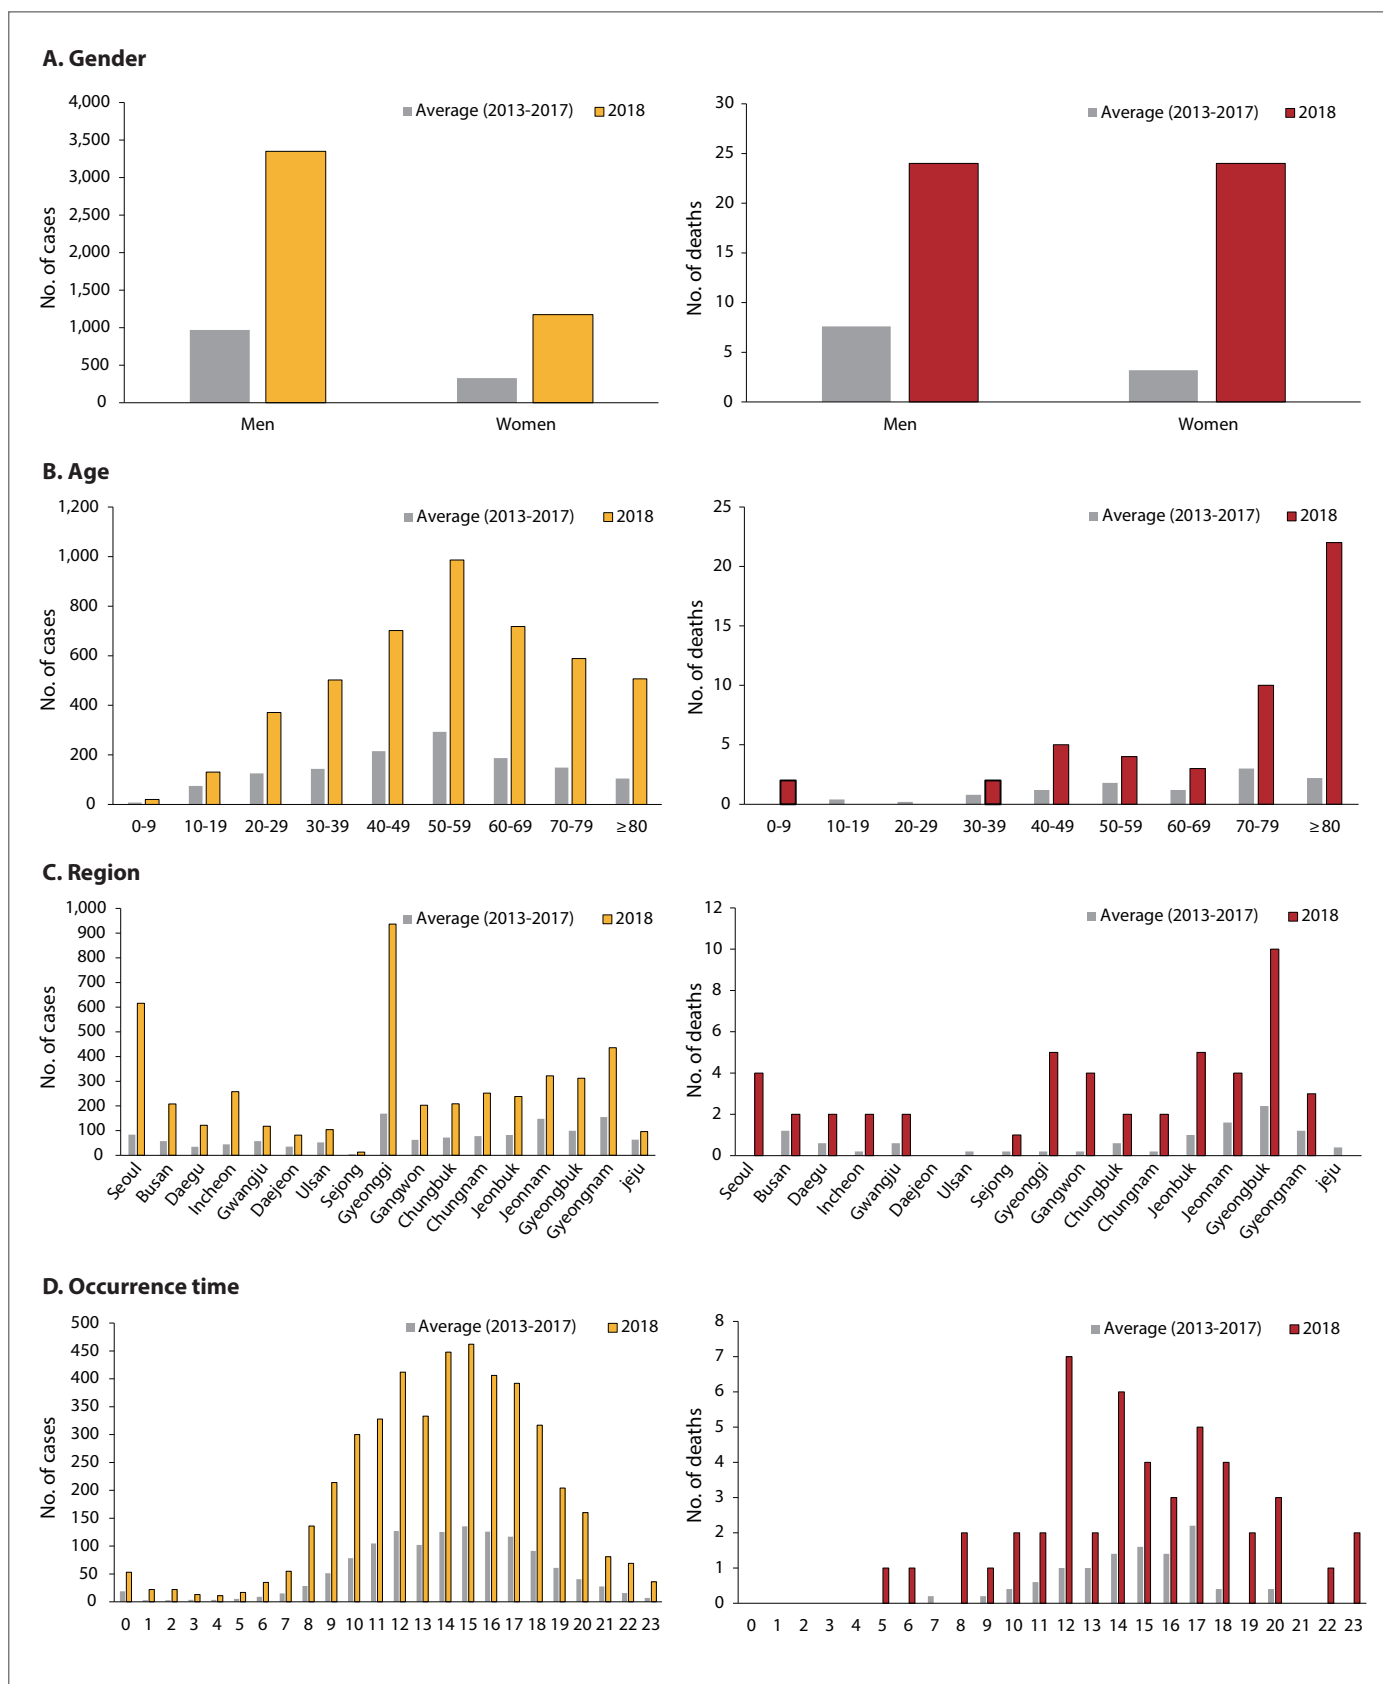 A. Gender
4,000
3,500
3,000
2,500
2,000
1,500
1,000
500
0
No. of cases
Average (2013-2017) 2018
Men Women
30
25
20
15
10
5
0
No. of deaths
Average (2013-2017) 2018
Men Women
B. Age
1,200
1,000
800
600
400
200
0
No. of cases
Average (2013-2017) 2018
0-9 10-19 20-29 30-39 40-49 50-59 60-69 70-79 ≥80
25
20
15
10
5
0
No. of deaths
Average (2013-2017) 2018
0-9 10-19 20-29 30-39 40-49 50-59 60-69 70-79 ≥80
C. Region
1,000
900
800
700
600
500
400
300
200
100
0
No. of cases
Average (2013-2017) 2018
Seoul Busan Daegu Incheon Gwangju Daejeon Ulsan Sejong Gyeonggi Gangwon Chungbuk Chungnam Jeonbuk Jeonnam Gyeongbuk Gyeongnam jeju
12
10
8
6
4
2
0
No. of deaths
Average (2013-2017) 2018
Seoul Busan Daegu Incheon Gwangju Daejeon Ulsan Sejong Gyeonggi Gangwon Chungbuk Chungnam Jeonbuk Jeonnam Gyeongbuk Gyeongnam jeju
D. Occurrence time
500
450
400
350
300
250
200
150
100
50
0
No. of cases
Average (2013-2017) 2018
0 1 2 3 4 5 6 7 8 9 10 11 12 13 14 15 16 17 18 19 20 21 22 23
8
7
6
5
4
3
2
1
0
No. of deaths
Average (2013-2017) 2018
0 1 2 3 4 5 6 7 8 9 10 11 12 13 14 15 16 17 18 19 20 21 22 23